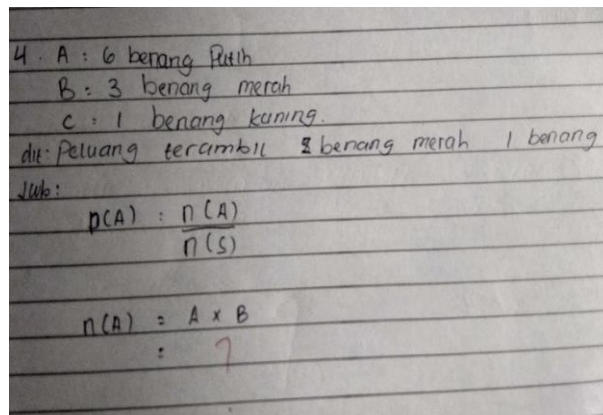 4. A : 6 benang Putih
B : 3 benang merah
C : 1 benang kuning.
dit : Peluang terambil 2 benang merah 1 benang
Jwb :
p(A) : n(A)
n(S)
n(A) = A x B
: ?